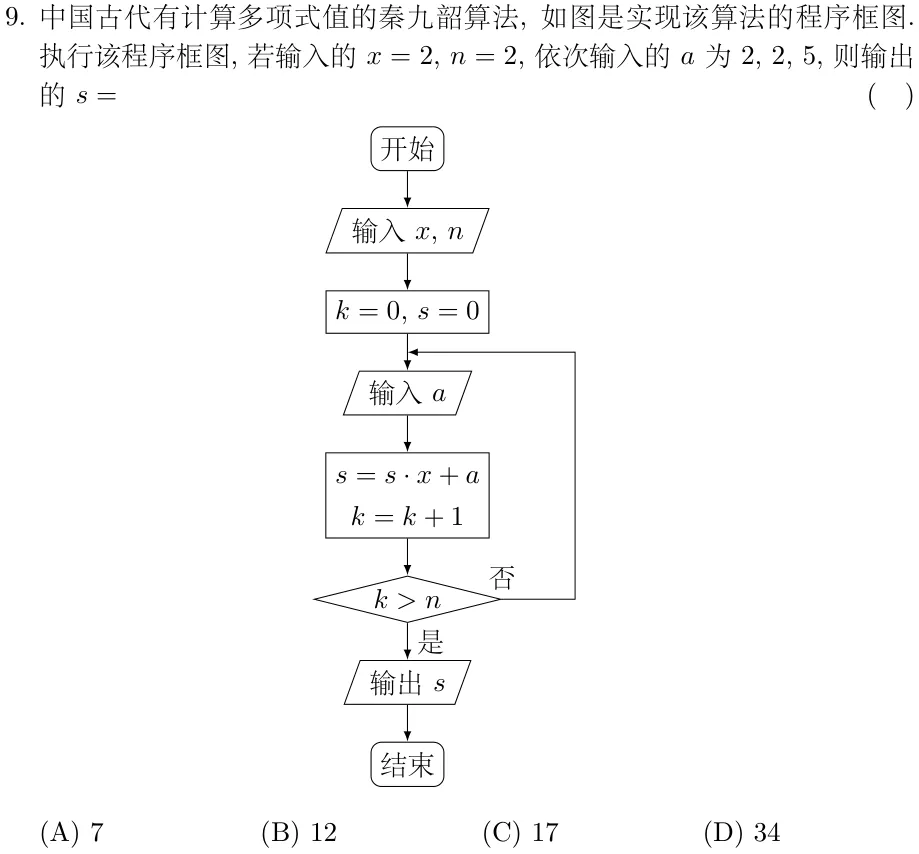 9. 中国古代有计算多项式值的秦九韶算法, 如图是实现该算法的程序框图.
执行该程序框图, 若输入的 x = 2, n = 2, 依次输入的 a 为 2, 2, 5, 则输出
的 s = ( )
开始
输入 x, n
k = 0, s = 0
输入 a
s = s · x + a
k = k + 1
否
k > n
是
输出 s
结束
(A) 7 (B) 12 (C) 17 (D) 34